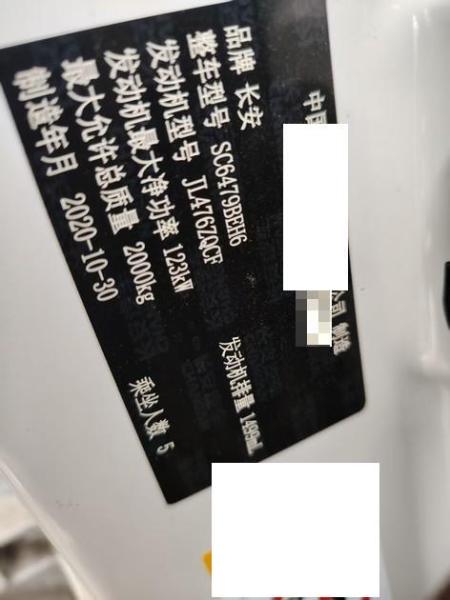 中国
公司 制造
品牌 长安
整车型号 SC6479BEH6
发动机型号 JL476ZQCF 发动机排量 1499mL
发动机最大净功率 123kW
最大允许总质量 2000kg 乘坐人数 5
制造年月 2020-10-30